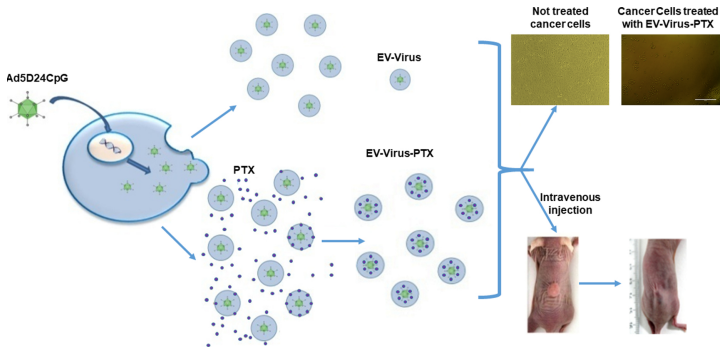 Ad5D24CpG
EV-Virus
PTX
EV-Virus-PTX
Not treated
cancer cells
Cancer Cells treated
with EV-Virus-PTX
Intravenous
injection